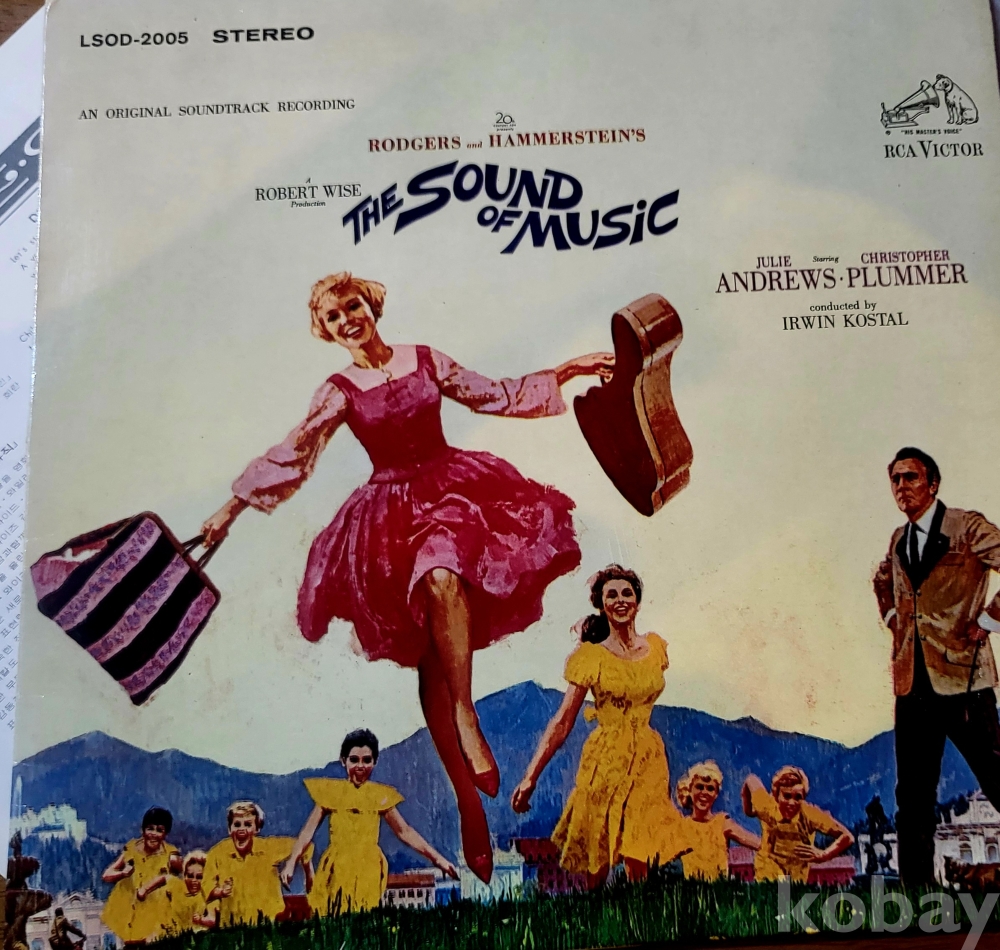 LSOD-2005 STEREO
AN ORIGINAL SOUNDTRACK RECORDING
20
RODGERS and HAMMERSTEIN'S
A
ROBERT WISE
Production
THE SOUND OF MUSIC
"HIS MASTER'S VOICE"
RCA VICTOR
JULIE Starring CHRISTOPHER
ANDREWS · PLUMMER
conducted by
IRWIN KOSTAL
kobay